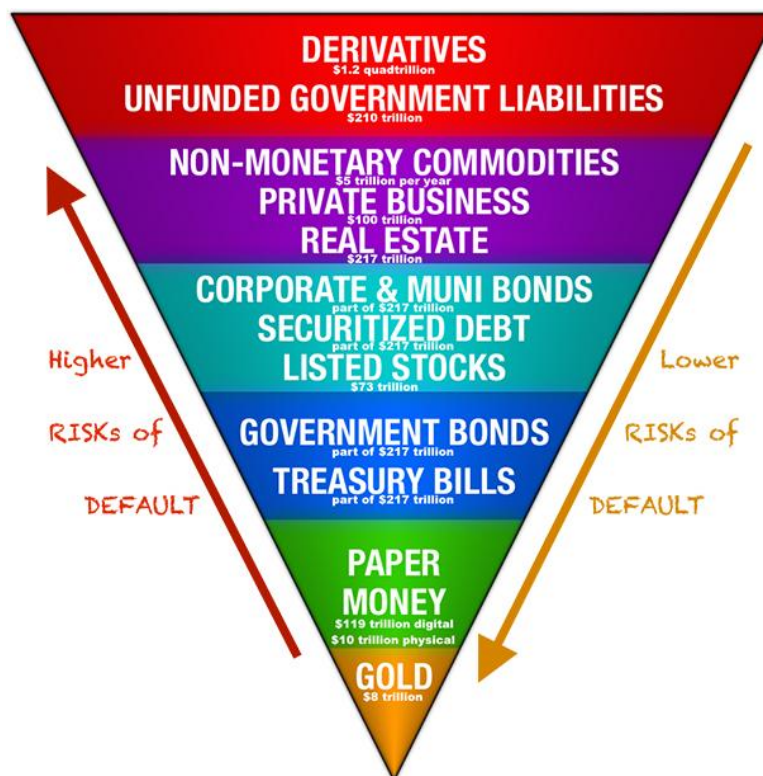 DERIVATIVES
$1.2 quadtrillion
UNFUNDED GOVERNMENT LIABILITIES
$210 trillion
NON-MONETARY COMMODITIES
$5 trillion per year
PRIVATE BUSINESS
$100 trillion
REAL ESTATE
$217 trillion
CORPORATE & MUNI BONDS
part of $217 trillion
SECURITIZED DEBT
part of $217 trillion
LISTED STOCKS
$73 trillion
GOVERNMENT BONDS
part of $217 trillion
TREASURY BILLS
part of $217 trillion
PAPER
MONEY
$119 trillion digital
$10 trillion physical
GOLD
$8 trillion
Higher
RISKs of
DEFAULT
Lower
RISKs of
DEFAULT